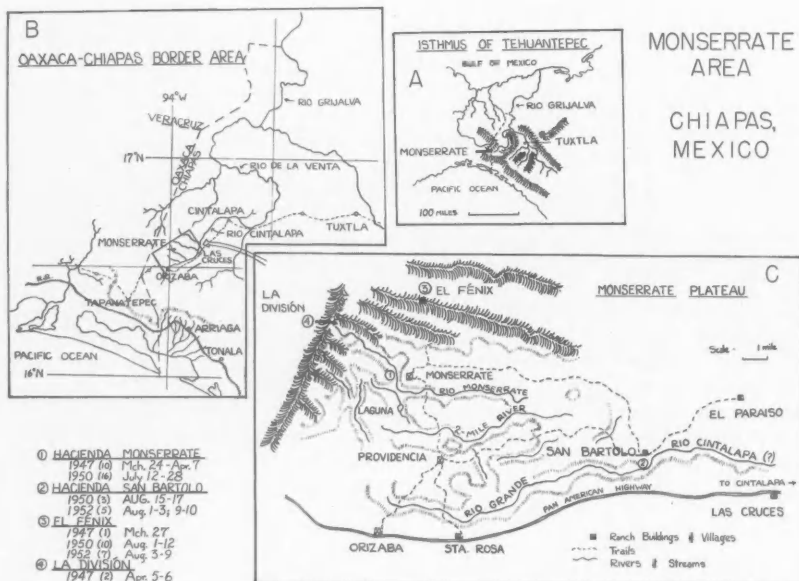 B
OAXACA-CHIAPAS BORDER AREA
94°W
VERACRUZ
OAXACA
CHIAPAS
RIO GRIJALVA
17°N
RIO DE LA VENTA
CINTALAPA
RIO CINTALAPA
TUXTLA
MONSERRATE
LAS CRUCES
ORIZABA
R.R.
TAPANATEPEC
ARRIAGA
TONALA
PACIFIC OCEAN
16°N
ISTHMUS OF TEHUANTEPEC
GULF OF MEXICO
A
RIO GRIJALVA
TUXTLA
MONSERRATE
PACIFIC OCEAN
100 MILES
MONSERRATE
AREA
CHIAPAS,
MEXICO
C
MONSERRATE PLATEAU
Scale - 1 mile
LA DIVISIÓN
④
⑤ EL FÉNIX
① MONSERRATE
RIO MONSERRATE
LAGUNA
2 MILE RIVER
PROVIDENCIA
SAN BARTOLO
②
EL PARAISO
RIO CINTALAPA (?)
RIO GRANDE
PAN AMERICAN HIGHWAY
TO CINTALAPA →
LAS CRUCES
ORIZABA
STA. ROSA
Ranch Buildings & Villages
Trails
Rivers & Streams
① HACIENDA MONSERRATE
1947 (10) Mch. 24-Apr. 7
1950 (16) July 12-28
② HACIENDA SAN BARTOLO
1950 (3) AUG. 15-17
1952 (5) Aug. 1-3; 9-10
③ EL FÉNIX
1947 (1) Mch. 27
1950 (10) Aug. 1-12
1952 (7) Aug. 3-9
④ LA DIVISIÓN
1947 (2) Apr. 5-6